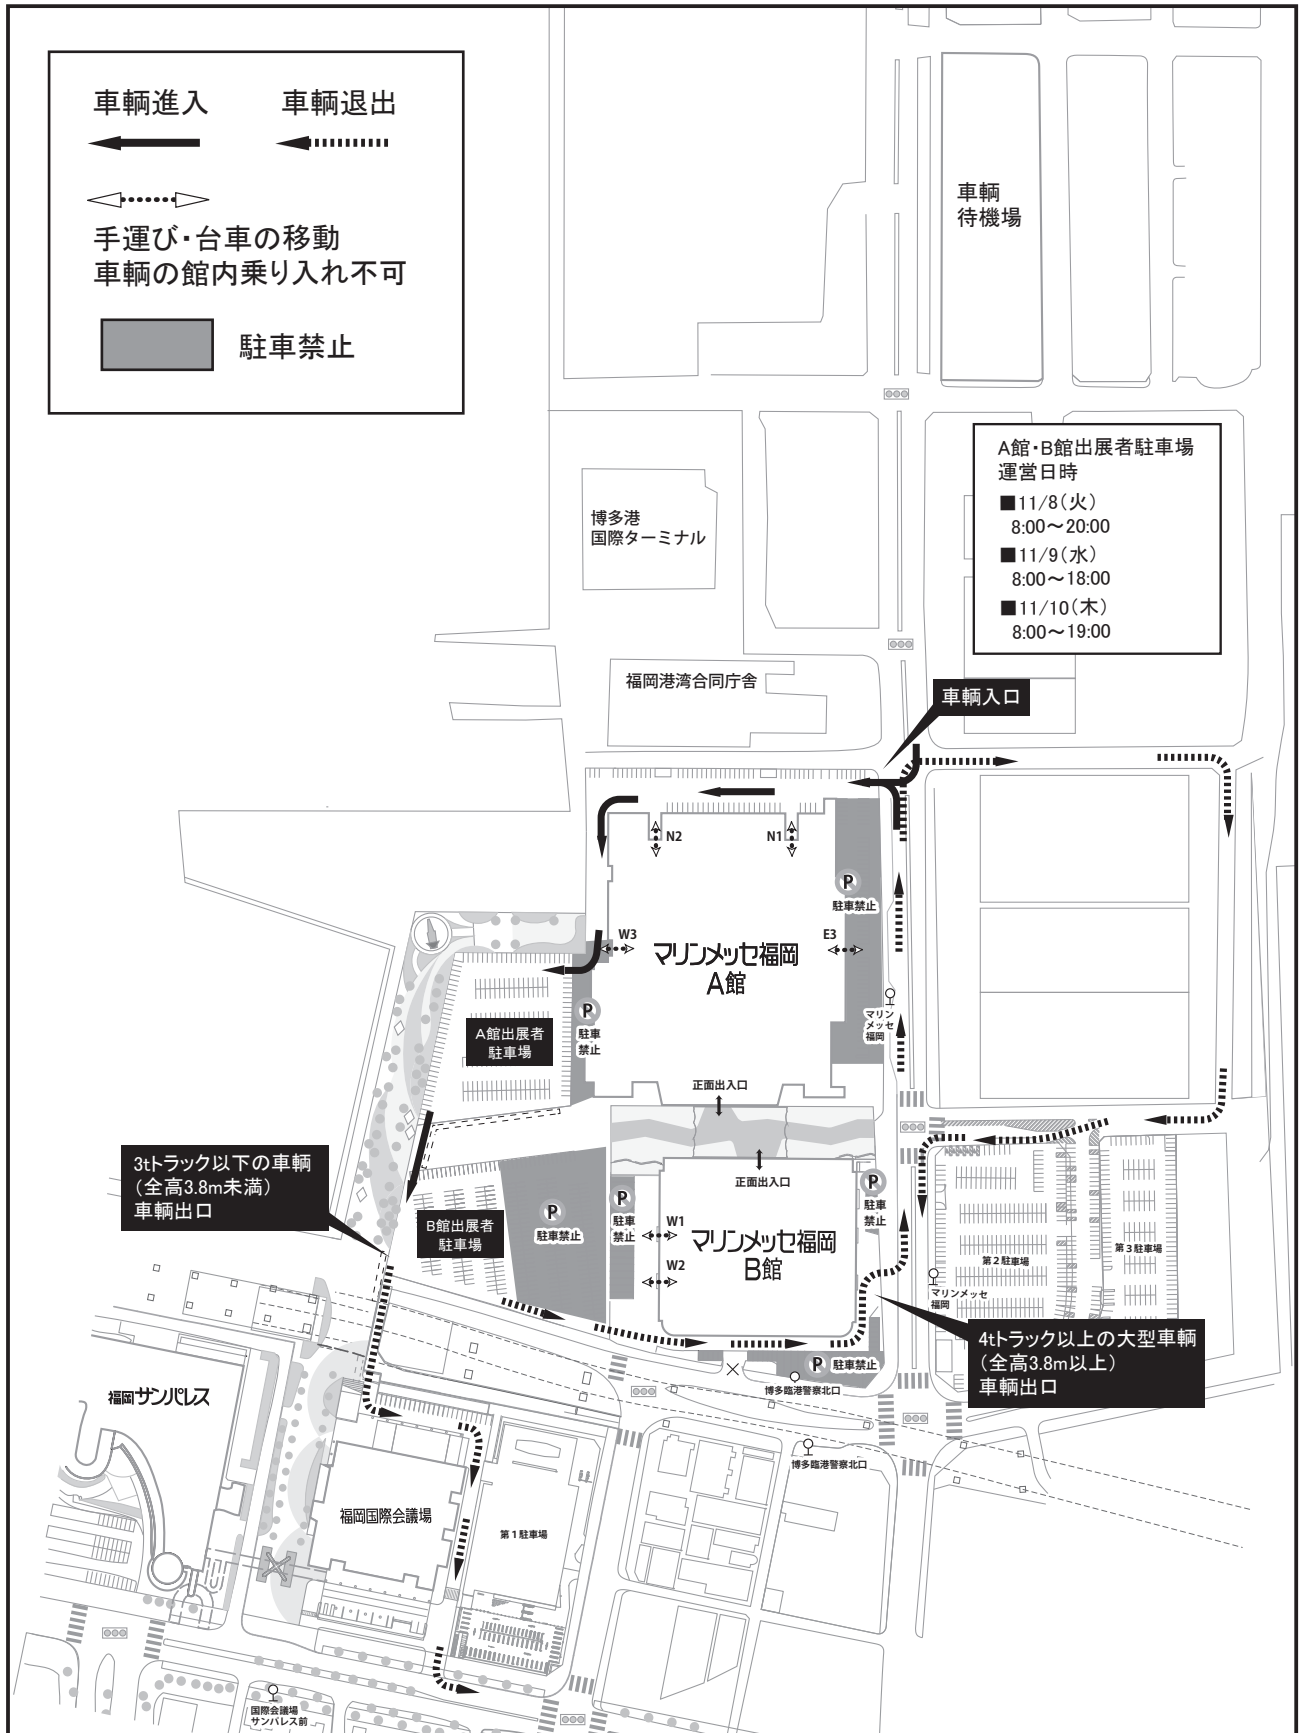 車輌進入
車輌退出
手運び・台車の移動
車輌の館内乗り入れ不可
駐車禁止
車輌
待機場
A館・B館出展者駐車場
運営日時
■11/8(火)
8:00～20:00
■11/9(水)
8:00～18:00
■11/10(木)
8:00～19:00
博多港
国際ターミナル
福岡港湾合同庁舎
車輌入口
N2
N1
P
駐車禁止
W3
E3
マリンメッセ福岡
A館
P
駐車
禁止
A館出展者
駐車場
マリン
メッセ
福岡
正面出入口
正面出入口
3tトラック以下の車輌
(全高3.8m未満)
車輌出口
B館出展者
駐車場
P
駐車禁止
P
駐車
禁止
W1
W2
マリンメッセ福岡
B館
P
駐車
禁止
第2駐車場
第3駐車場
マリンメッセ
福岡
4tトラック以上の大型車輌
(全高3.8m以上)
車輌出口
P
駐車禁止
博多臨港警察北口
博多臨港警察北口
福岡サンパレス
福岡国際会議場
第1駐車場
国際会議場
サンパレス前